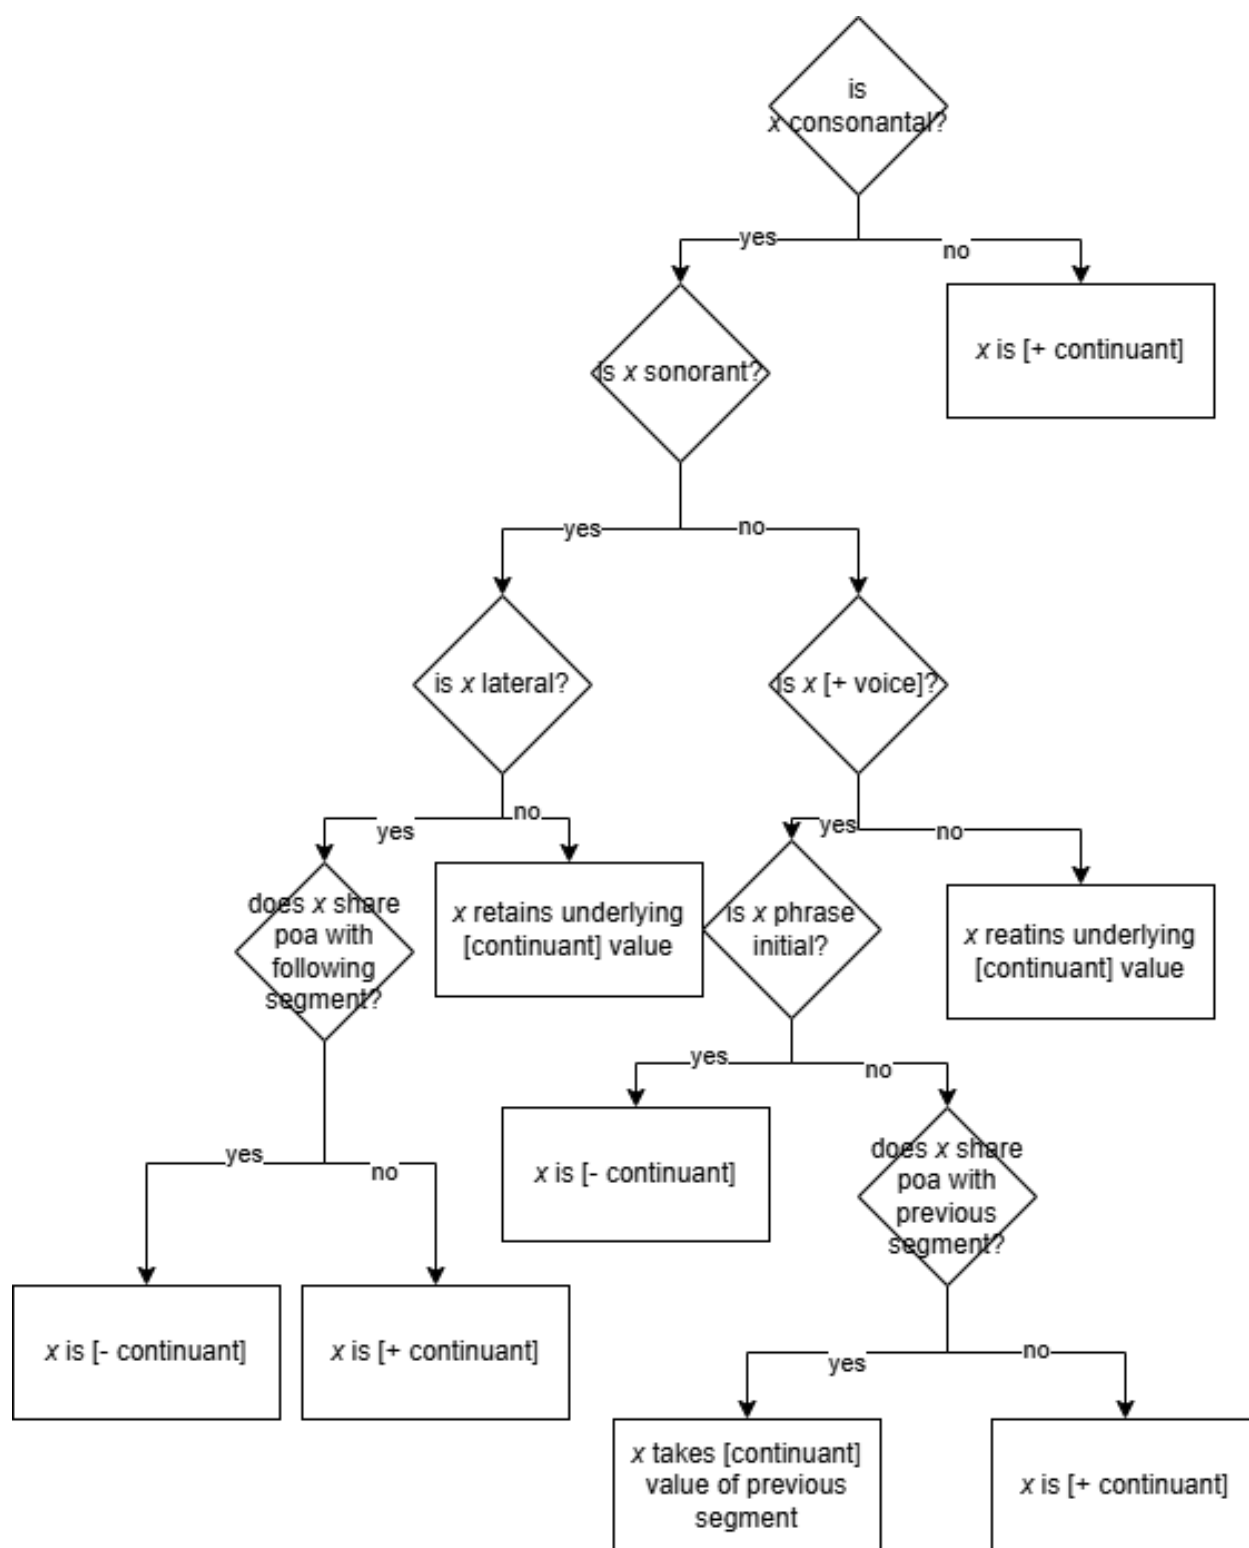 is
x consonantal?
yes
no
x is [+ continuant]
is x sonorant?
yes
no
is x lateral?
is x [+ voice]?
yes
no
yes
no
does x share
poa with
following
segment?
x retains underlying
[continuant] value
is x phrase
initial?
x reatins underlying
[continuant] value
yes
no
yes
no
x is [- continuant]
does x share
poa with
previous
segment?
x is [- continuant]
x is [+ continuant]
yes
no
x takes [continuant]
value of previous
segment
x is [+ continuant]